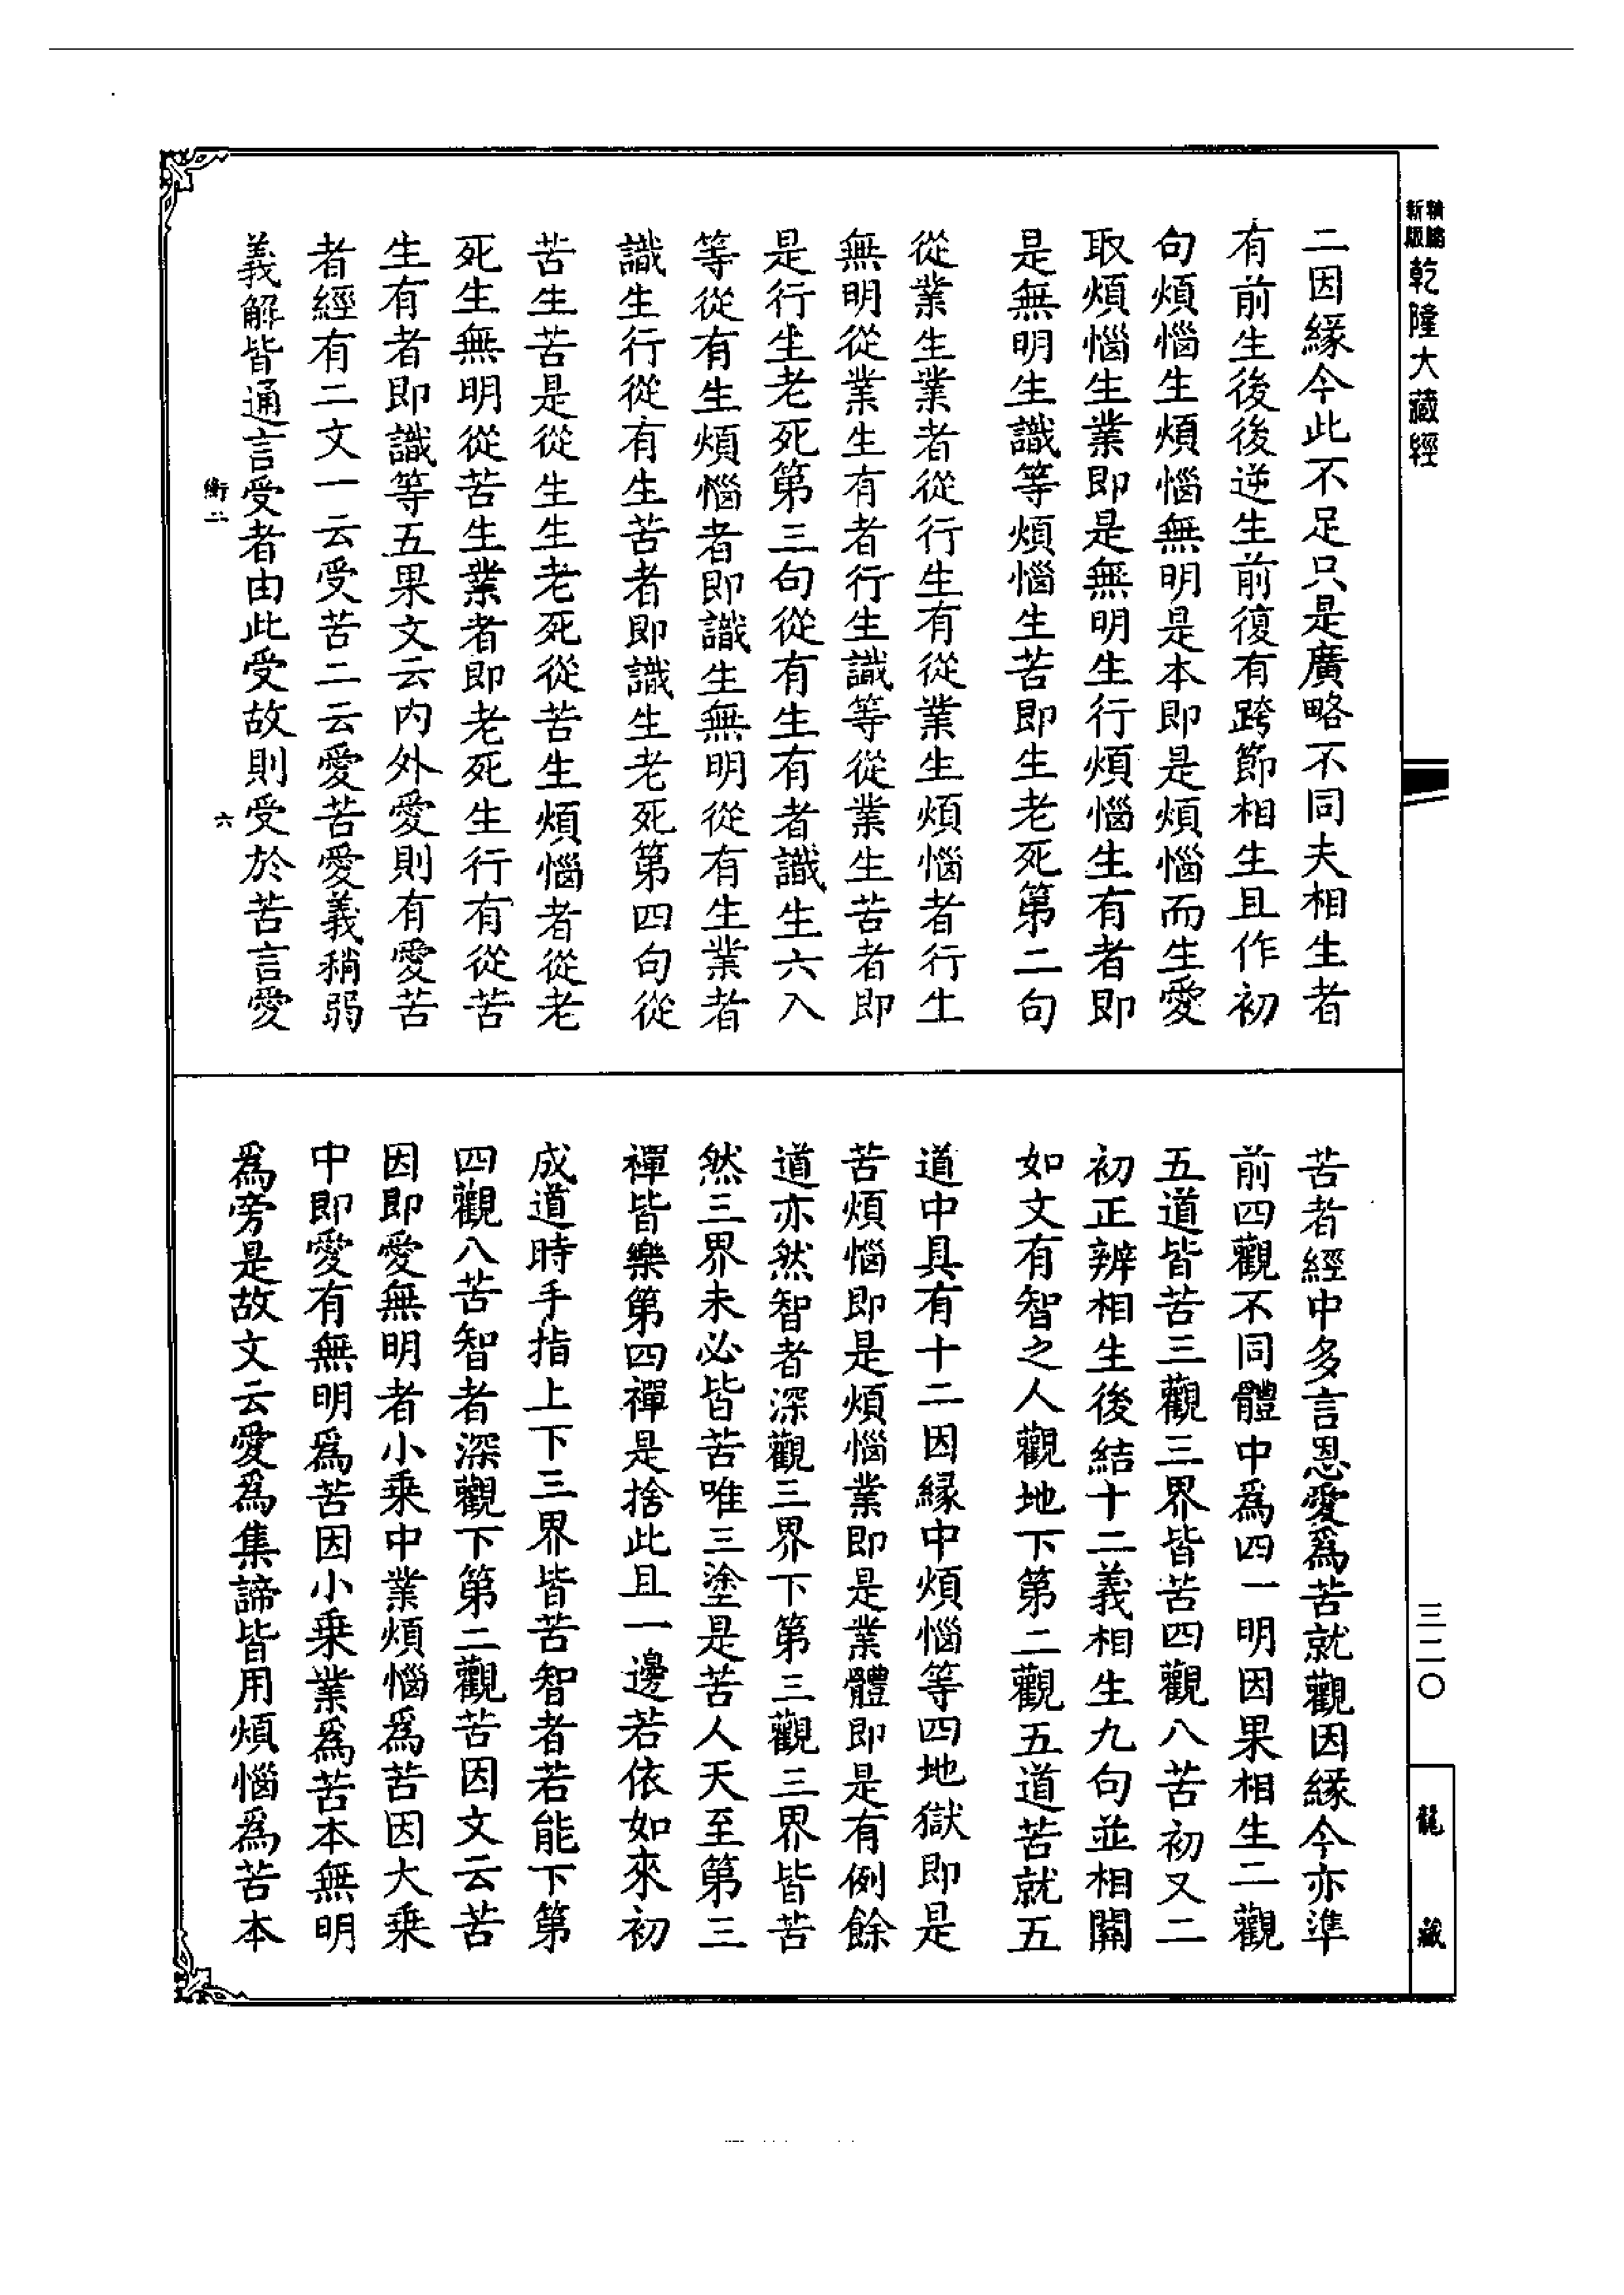 新版
乾隆大藏經
二因緣今此不足只是廣略不同夫相生者
有前生後後逆生前復有跨節相生且作初
句煩惱生煩惱無明是本即是煩惱而生愛
取煩惱生業即是無明生行煩惱生有者即
是無明生識等煩惱生苦即生老死第二句
從業生業者從行生有從業生煩惱者行生
無明從業生有者行生識等從業生苦者即
是行生老死第三句從有生有者識生六入
等從有生煩惱者即識生無明從有生業者
識生行從有生苦者即識生老死第四句從
苦生苦是從生生老死從苦生煩惱者從老
死生無明從苦生業者即老死生行有從苦
生有者即識等五果文云內外愛則有愛苦
者經有二文一云受苦二云愛苦愛義稍弱
義解皆通言受者由此受故則受於苦言愛
六
苦者經中多言恩愛爲苦就觀因緣今亦準
前四觀不同體中爲四一明因果相生二觀
五道皆苦三觀三界皆苦四觀八苦初又二
初正辨相生後結十二義相生九句並相關
如文有智之人觀地下第二觀五道苦就五
道中具有十二因緣中煩惱等四地獄即是
苦煩惱即是煩惱業即是業體即是有例餘
道亦然智者深觀三界下第三觀三界皆苦
然三界未必皆苦唯三塗是苦人天至第三
禪皆樂第四禪是捨此且一邊若依如來初
成道時手指上下三界皆苦智者若能下第
四觀八苦智者深觀下第二觀苦因文云苦
因即愛無明者小乘中業煩惱爲苦因大乘
中即愛有無明爲苦因小乘業爲苦本無明
爲旁是故文云愛爲集諦皆用煩惱爲苦本
三二〇
龍藏